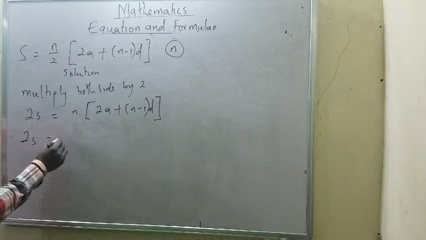 Mathematics
Equation and Formulae
S = n/2 [2a + (n-1)d] (n)
Solution
multiply both side by 2
2s = n [2a + (n-1)d]
2s =